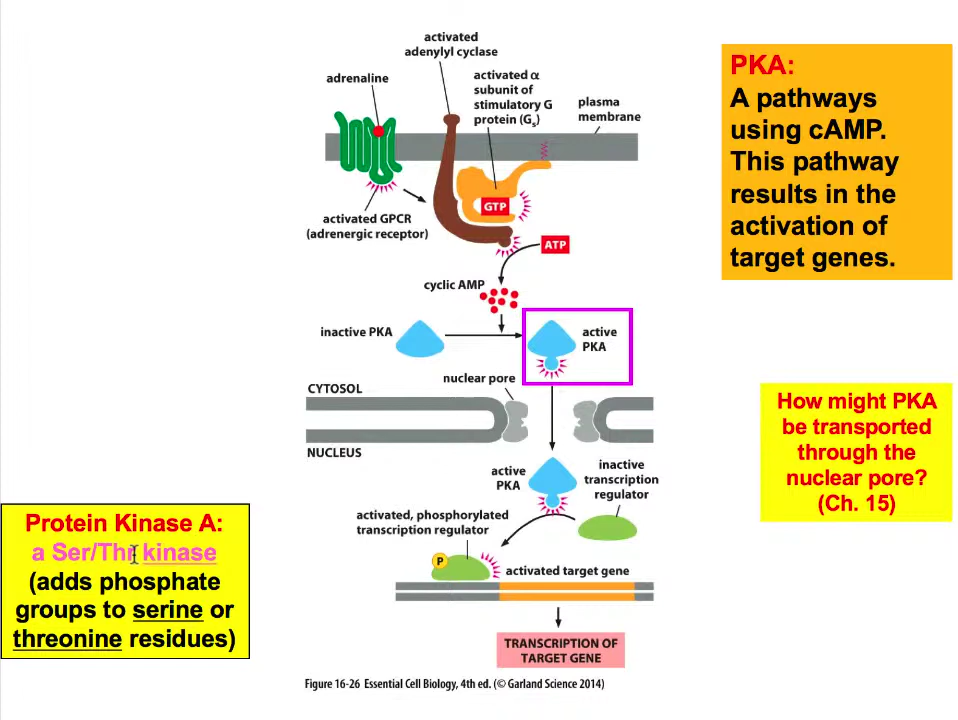 activated
adenylyl cyclase
adrenaline
activated α
subunit of
stimulatory G
protein (Gs)
plasma
membrane
GTP
activated GPCR
(adrenergic receptor)
ATP
cyclic AMP
inactive PKA
active
PKA
nuclear pore
CYTOSOL
NUCLEUS
active
PKA
inactive
transcription
regulator
activated, phosphorylated
transcription regulator
P
activated target gene
TRANSCRIPTION OF
TARGET GENE
Figure 16-26 Essential Cell Biology, 4th ed. (© Garland Science 2014)
PKA:
A pathways
using cAMP.
This pathway
results in the
activation of
target genes.
How might PKA
be transported
through the
nuclear pore?
(Ch. 15)
Protein Kinase A:
a Ser/Thr kinase
(adds phosphate
groups to serine or
threonine residues)